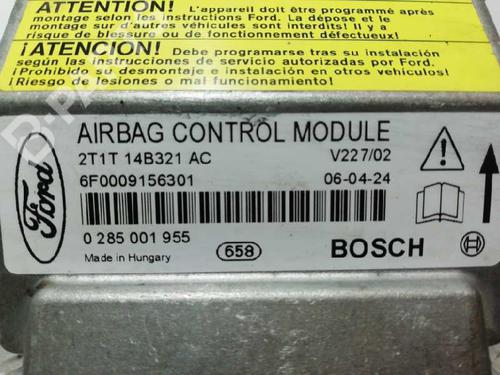 ATTENTION! L'appareil doit être programmé après
montage selon les instructions Ford. La dépose et le
montage sur d'autres véhicules sont interdits! Il y a
risque de blessure ou de fonctionnement défectueux!
¡ATENCION! Debe programarse tras su instalación
según las instrucciones de servicio autorizadas por Ford.
¡Prohibido su desmontaje e instalación en otros vehículos!
¡Riesgo de lesiones o mal funcionamiento!
Ford
AIRBAG CONTROL MODULE
2T1T 14B321 AC V227/02
6F0009156301 06-04-24
0 285 001 955 658 BOSCH
Made in Hungary